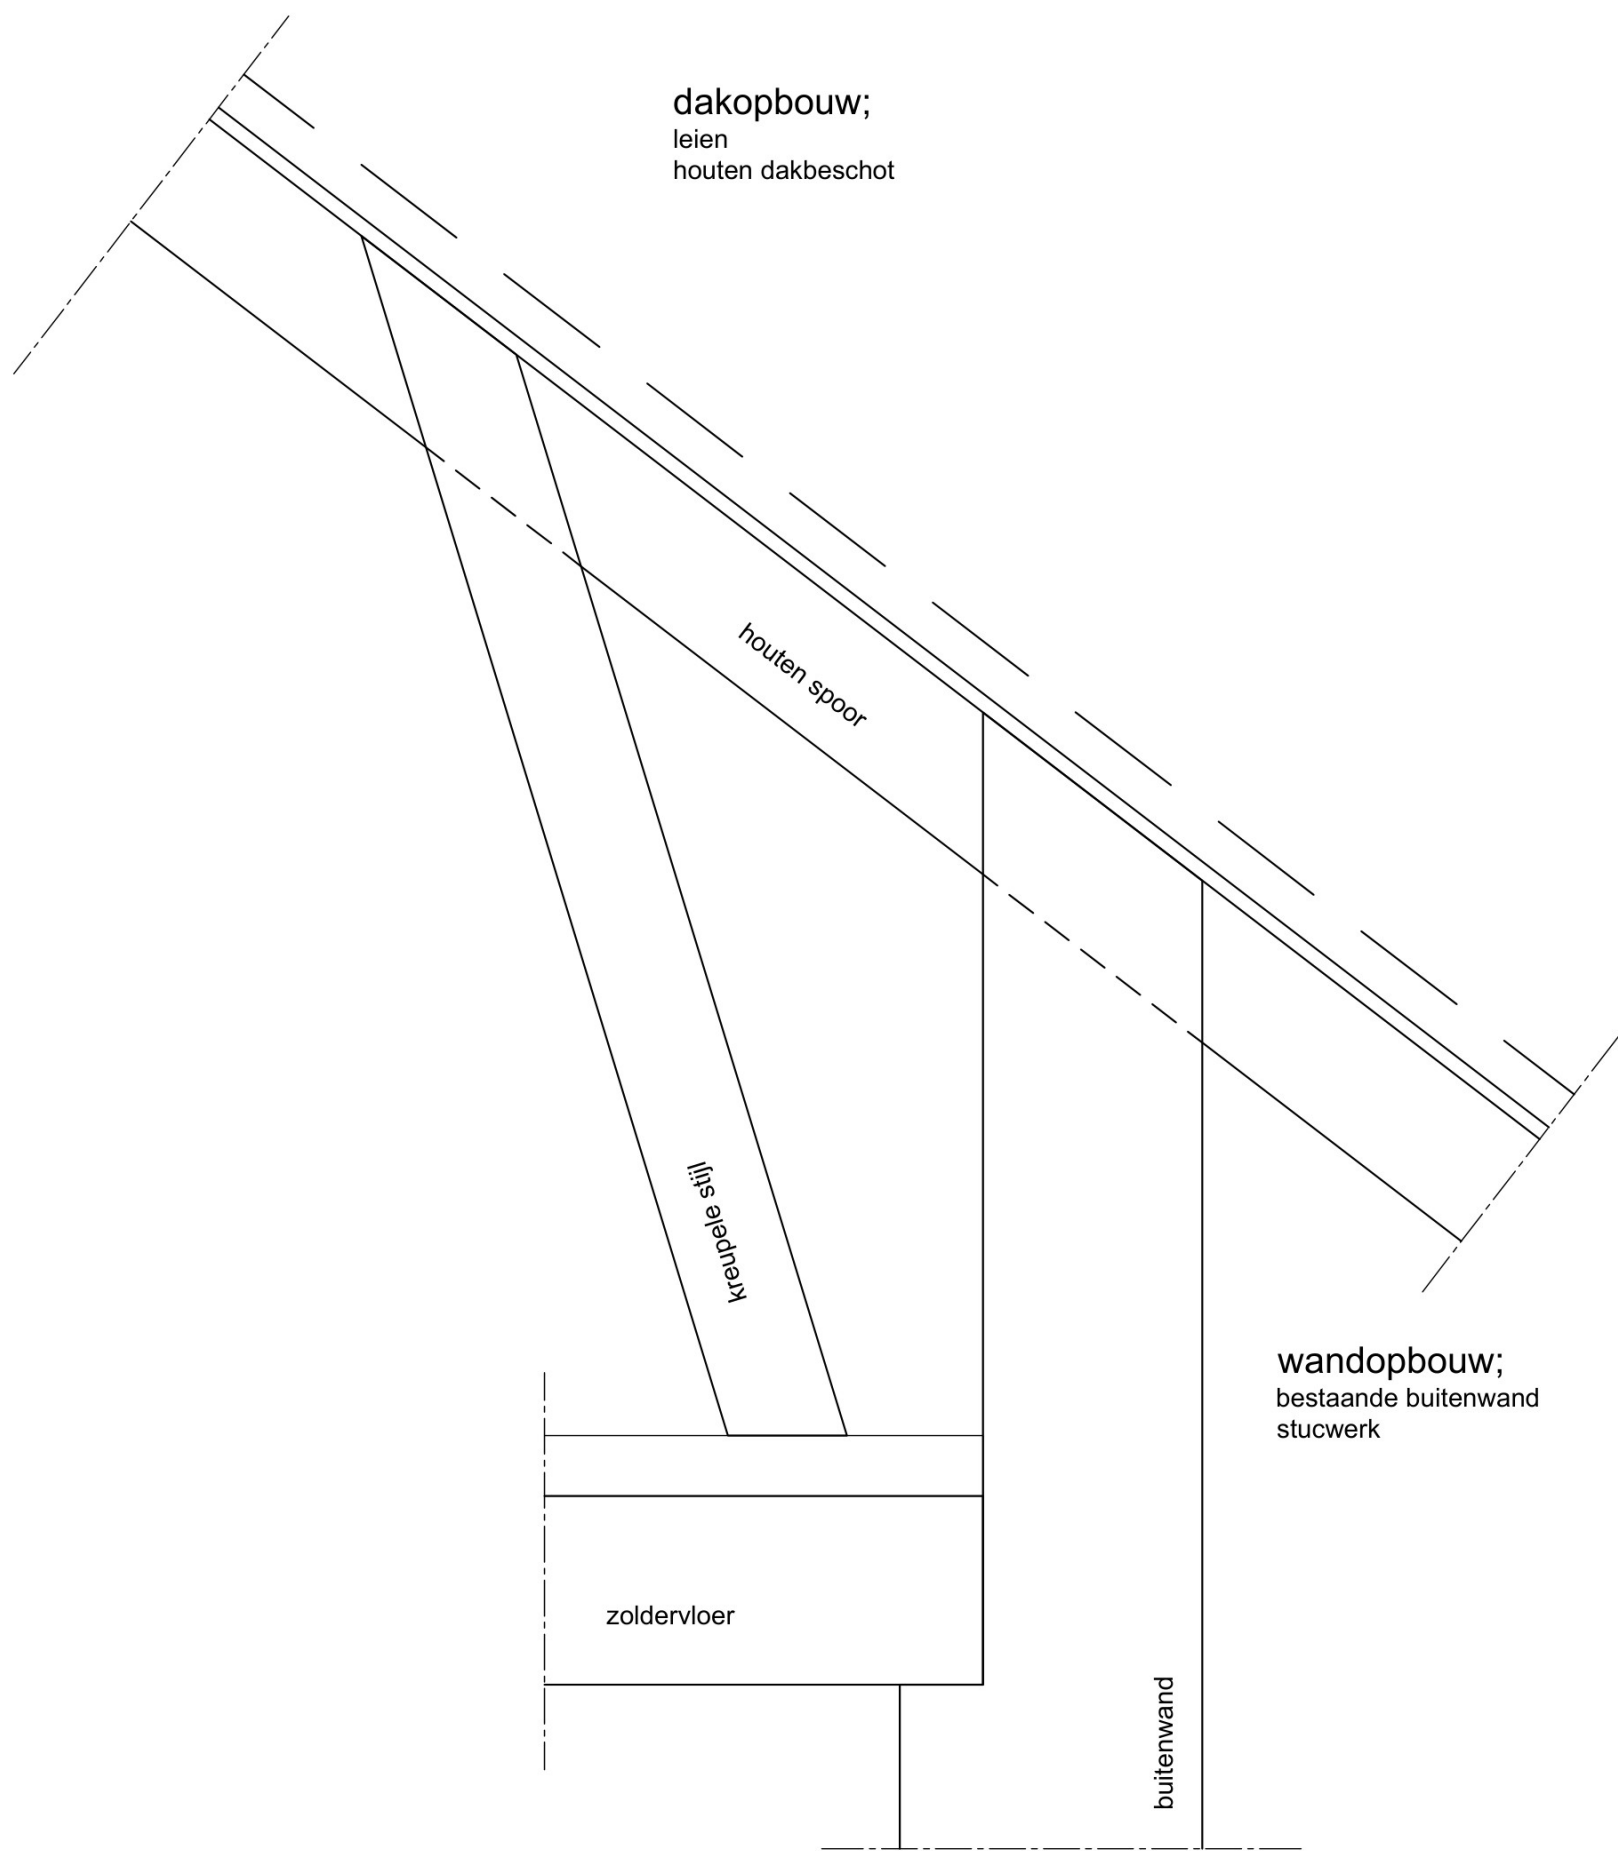 dakopbouw;
leien
houten dakbeschot
houten spoor
kreupele stijl
wandopbouw;
bestaande buitenwand
stucwerk
zoldervloer
buitenwand